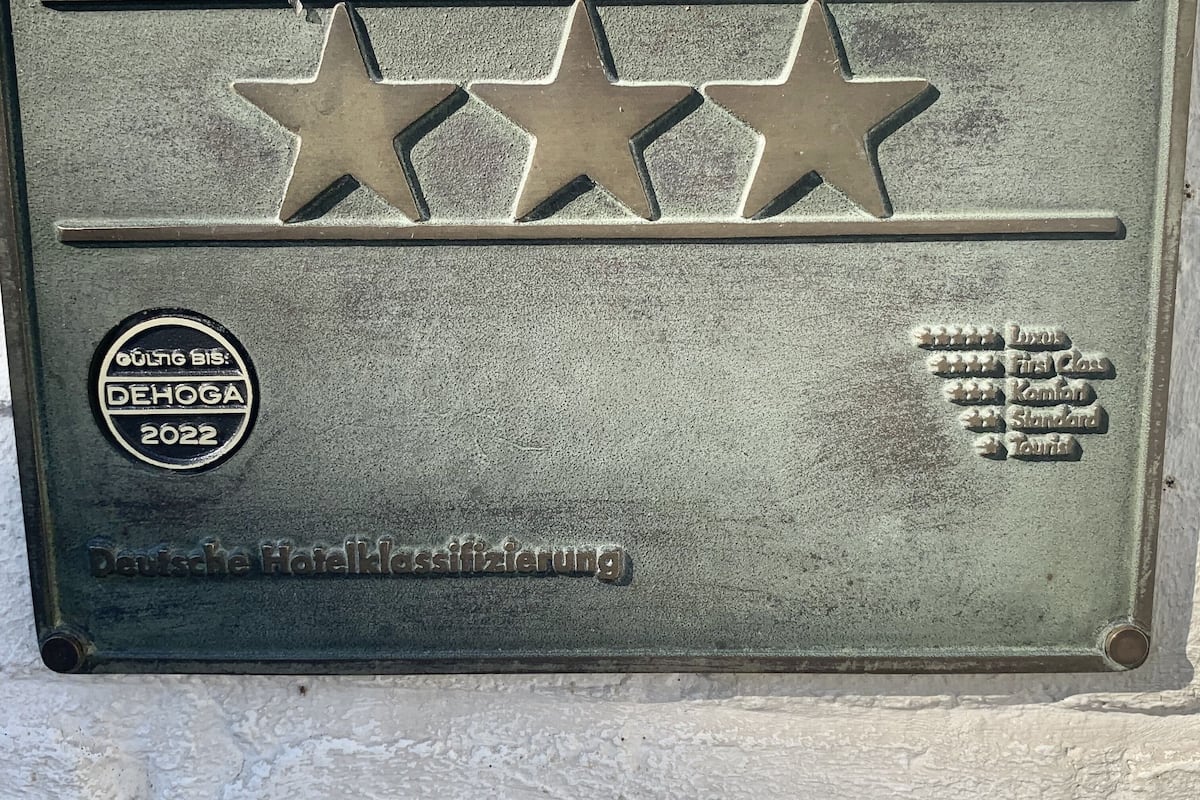 GÜLTIG BIS:
DEHOGA
2022
★★★★★ Luxus
★★★★ First Class
★★★ Komfort
★★ Standard
★ Tourist
Deutsche Hotelklassifizierung